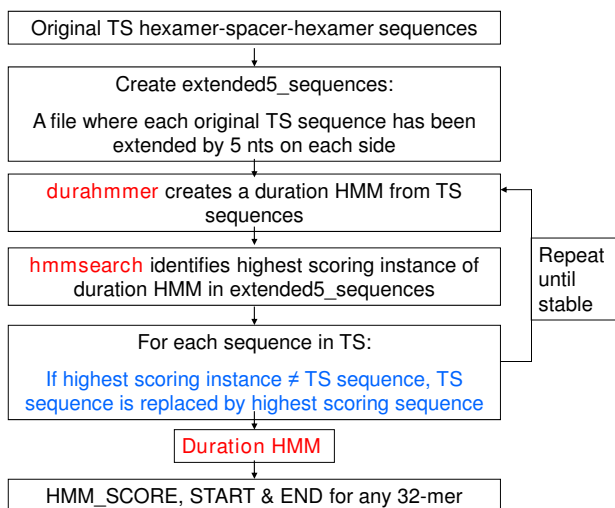 Original TS hexamer-spacer-hexamer sequences
Create extended5_sequences:
A file where each original TS sequence has been
extended by 5 nts on each side
durahmmer creates a duration HMM from TS
sequences
hmmsearch identifies highest scoring instance of
duration HMM in extended5_sequences
Repeat
until
stable
For each sequence in TS:
If highest scoring instance ≠ TS sequence, TS
sequence is replaced by highest scoring sequence
Duration HMM
HMM_SCORE, START & END for any 32-mer